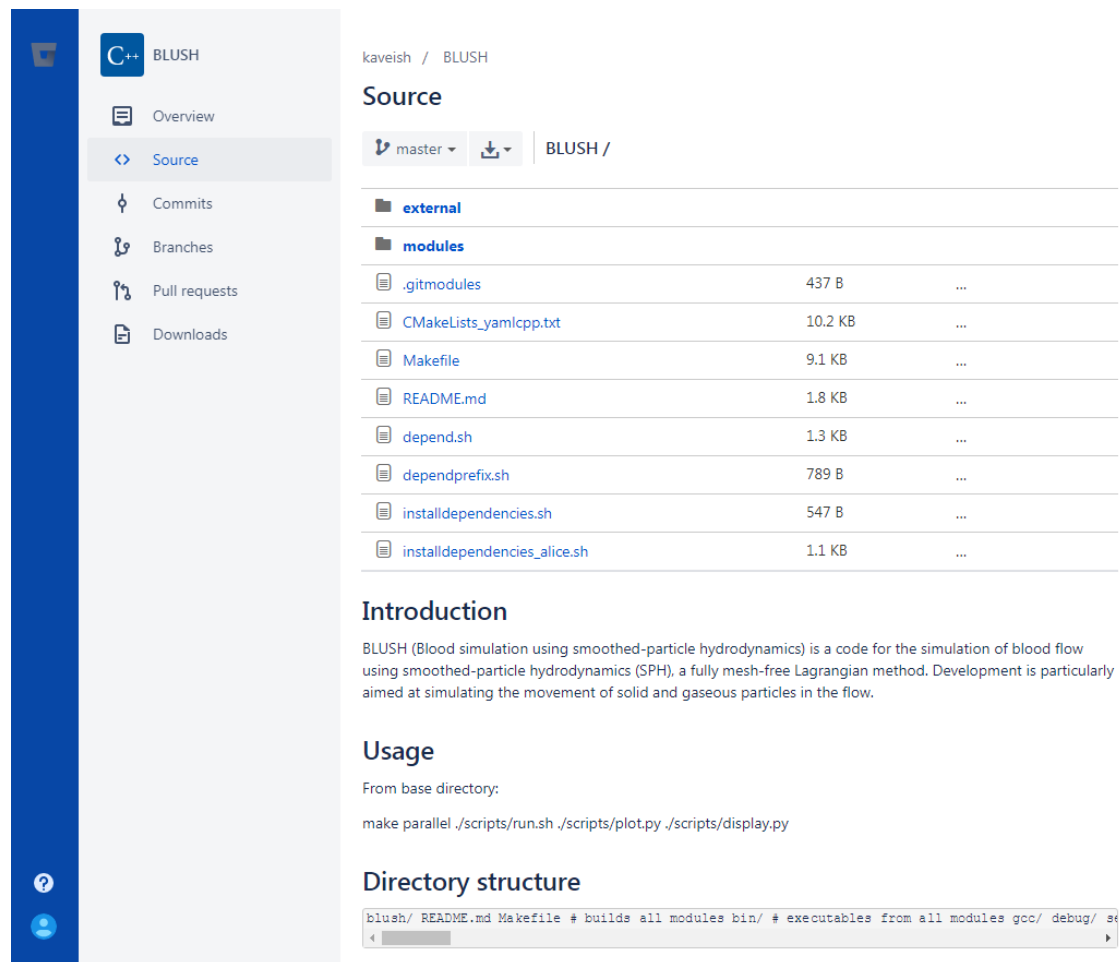 C++ BLUSH
Overview
Source
Commits
Branches
Pull requests
Downloads
kaveish / BLUSH
Source
master BLUSH /
external
modules
.gitmodules 437 B ...
CMakeLists_yamlcpp.txt 10.2 KB ...
Makefile 9.1 KB ...
README.md 1.8 KB ...
depend.sh 1.3 KB ...
dependprefix.sh 789 B ...
installdependencies.sh 547 B ...
installdependencies_alice.sh 1.1 KB ...
Introduction
BLUSH (Blood simulation using smoothed-particle hydrodynamics) is a code for the simulation of blood flow
using smoothed-particle hydrodynamics (SPH), a fully mesh-free Lagrangian method. Development is particularly
aimed at simulating the movement of solid and gaseous particles in the flow.
Usage
From base directory:
make parallel ./scripts/run.sh ./scripts/plot.py ./scripts/display.py
Directory structure
blush/ README.md Makefile # builds all modules bin/ # executables from all modules gcc/ debug/
?